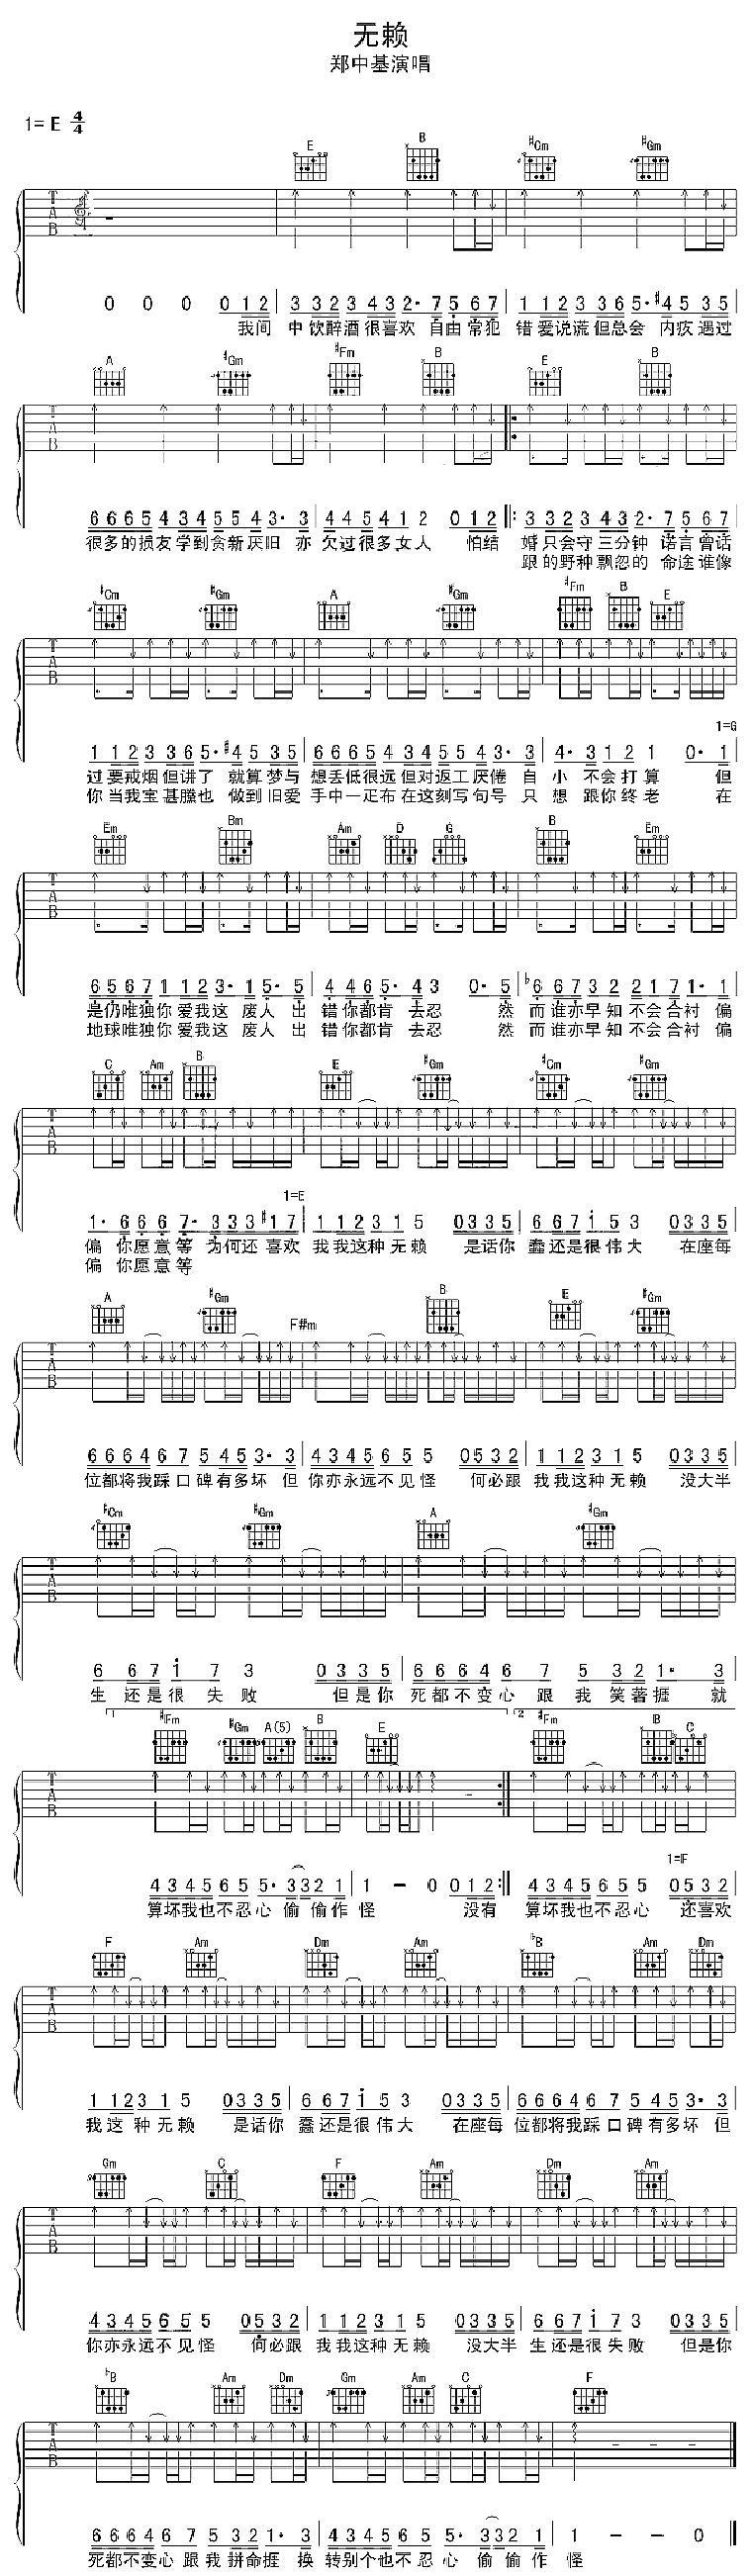 无赖
郑中基演唱
1= E 4/4
E B #Cm #Gm
0 0 0 0 1 2 | 3 3 2 3 4 3 2· 7 5 6 7 | 1 1 2 3 3 6 5· #4 5 3 5
我间 中饮醉酒很喜欢 自由常犯 错爱说谎但总会 内疚遇过
A #Gm #Fm B E B
6 6 6 5 4 3 4 5 5 4 3· 3 | 4 4 5 4 1 2 0 1 2 |: 3 3 2 3 4 3 2· 7 5 6 7
很多的损友学到贪新厌旧 亦 欠过很多女人 怕结 婚只会守三分钟 诺言曾话
跟的野种飘忽的 命途谁像
#Cm #Gm A #Gm #Fm B E
1=G
1 1 2 3 3 6 5· #4 5 3 5 | 6 6 6 5 4 3 4 5 5 4 3· 3 | 4· 3 1 2 1 0· 1
过要戒烟但讲了 就算梦与 想丢低很远但对返工厌倦 自 小 不会打算 但
你当我宝甚 也 做到旧爱 手中一 布在这刻写句号 只 想 跟你终老 在
Em Bm Am D G B Em
6 5 6 7 1 1 2 3· 1 5· 5 | 4 4 6 5· 4 3 0· 5 | b6 6 7 3 2 2 1 7 1· 1
是仍唯独你爱我这 废人 出 错你都肯 去忍 然 而谁亦早知不会合衬 偏
地球唯独你爱我这 废人 出 错你都肯 去忍 然 而谁亦早知不会合衬 偏
C Am B E #Gm #Cm #Gm
1=E
1· 6 6 6 7· 3 3 3 #1 7 | 1 1 2 3 1 5 0 3 3 5 | 6 6 7 1 5 3 0 3 3 5
偏 你愿意等 为何还喜欢 我我这种无赖 是话你 蠢还是很伟大 在座每
偏 你愿意等
A #Gm F#m B E #Gm
6 6 6 4 6 7 5 4 5 3· 3 | 4 3 4 5 6 5 5 0 5 3 2 | 1 1 2 3 1 5 0 3 3 5
位都将我踩口碑有多坏 但 你亦永远不见怪 何必跟 我我这种无赖 没大半
#Cm #Gm A #Gm
6 6 7 1 7 3 0 3 3 5 | 6 6 6 4 6 7 5 3 2 1· 3
生 还是很 失败 但是你 死都不变心 跟 我 笑著捱 就
1 #Fm #Gm A(5) B E 2 #Fm B C
1=F
4 3 4 5 6 5 5· 3 3 2 1 | 1 - 0 0 1 2 :| 4 3 4 5 6 5 5 0 5 3 2
算坏我也不忍心 偷 偷作 怪 没有 算坏我也不忍心 还喜欢
F Am Dm Am bB Am Dm
1 1 2 3 1 5 0 3 3 5 | 6 6 7 1 5 3 0 3 3 5 | 6 6 6 4 6 7 5 4 5 3· 3
我这 种无赖 是话你 蠢还是很伟大 在座每 位都将我踩口碑有多坏 但
Gm C F Am Dm Am
4 3 4 5 6 5 5 0 5 3 2 | 1 1 2 3 1 5 0 3 3 5 | 6 6 7 1 7 3 0 3 3 5
你亦永远不见怪 何必跟 我我这种无赖 没大半 生还是很失败 但是你
bB Am Dm Gm Am C F
6 6 6 4 6 7 5 3 2 1· 3 | 4 3 4 5 6 5 5· 3 3 2 1 | 1 - - 0 |
死都不变心 跟我拼命捱 换 转别个也不忍心 偷 偷作 怪